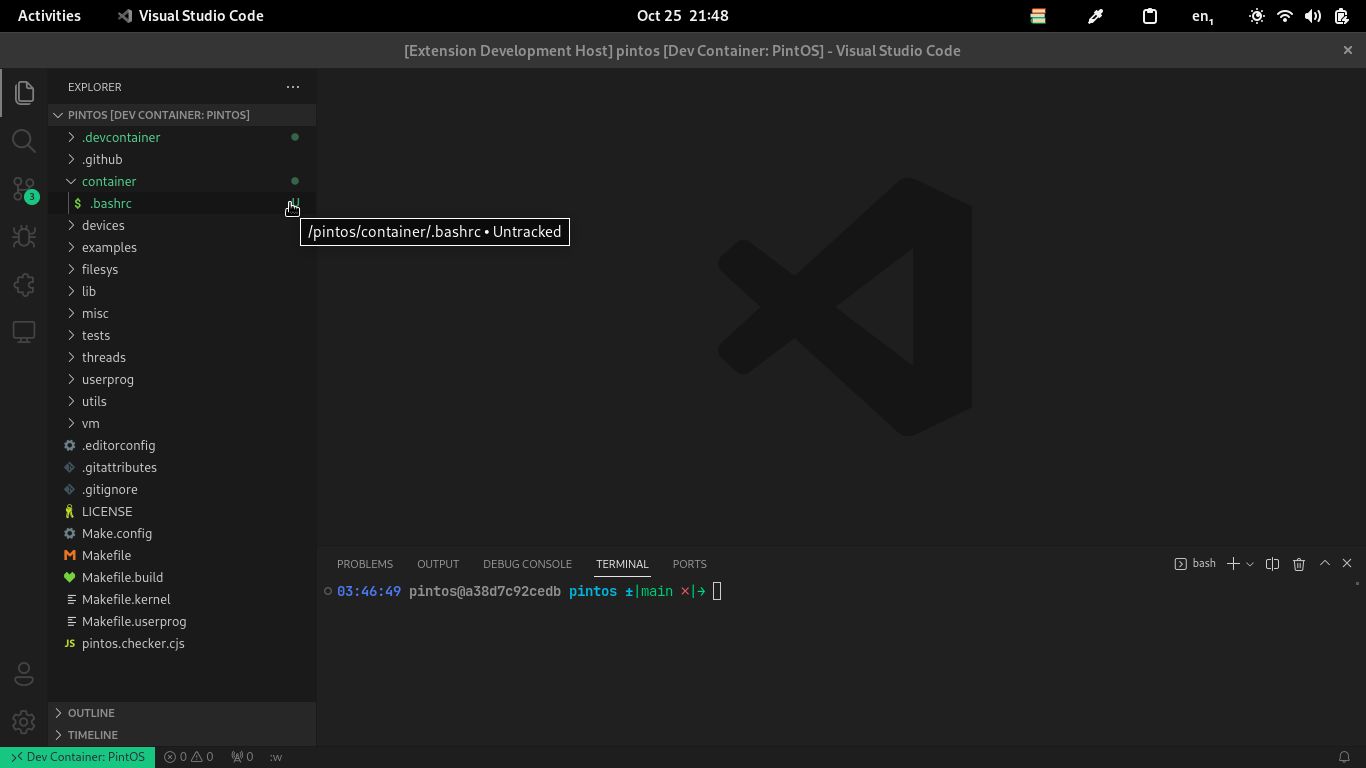 Activities Visual Studio Code Oct 25 21:48 en1
[Extension Development Host] pintos [Dev Container: PintOS] - Visual Studio Code
EXPLORER
PINTOS [DEV CONTAINER: PINTOS]
.devcontainer
.github
container
3
$ .bashrc U
/pintos/container/.bashrc • Untracked
devices
examples
filesys
lib
misc
tests
threads
userprog
utils
vm
.editorconfig
.gitattributes
.gitignore
LICENSE
Make.config
M Makefile
Makefile.build
Makefile.kernel
Makefile.userprog
JS pintos.checker.cjs
OUTLINE
TIMELINE
PROBLEMS OUTPUT DEBUG CONSOLE TERMINAL PORTS bash
03:46:49 pintos@a38d7c92cedb pintos ±|main ✗|→
Dev Container: PintOS 0 0 0 :w